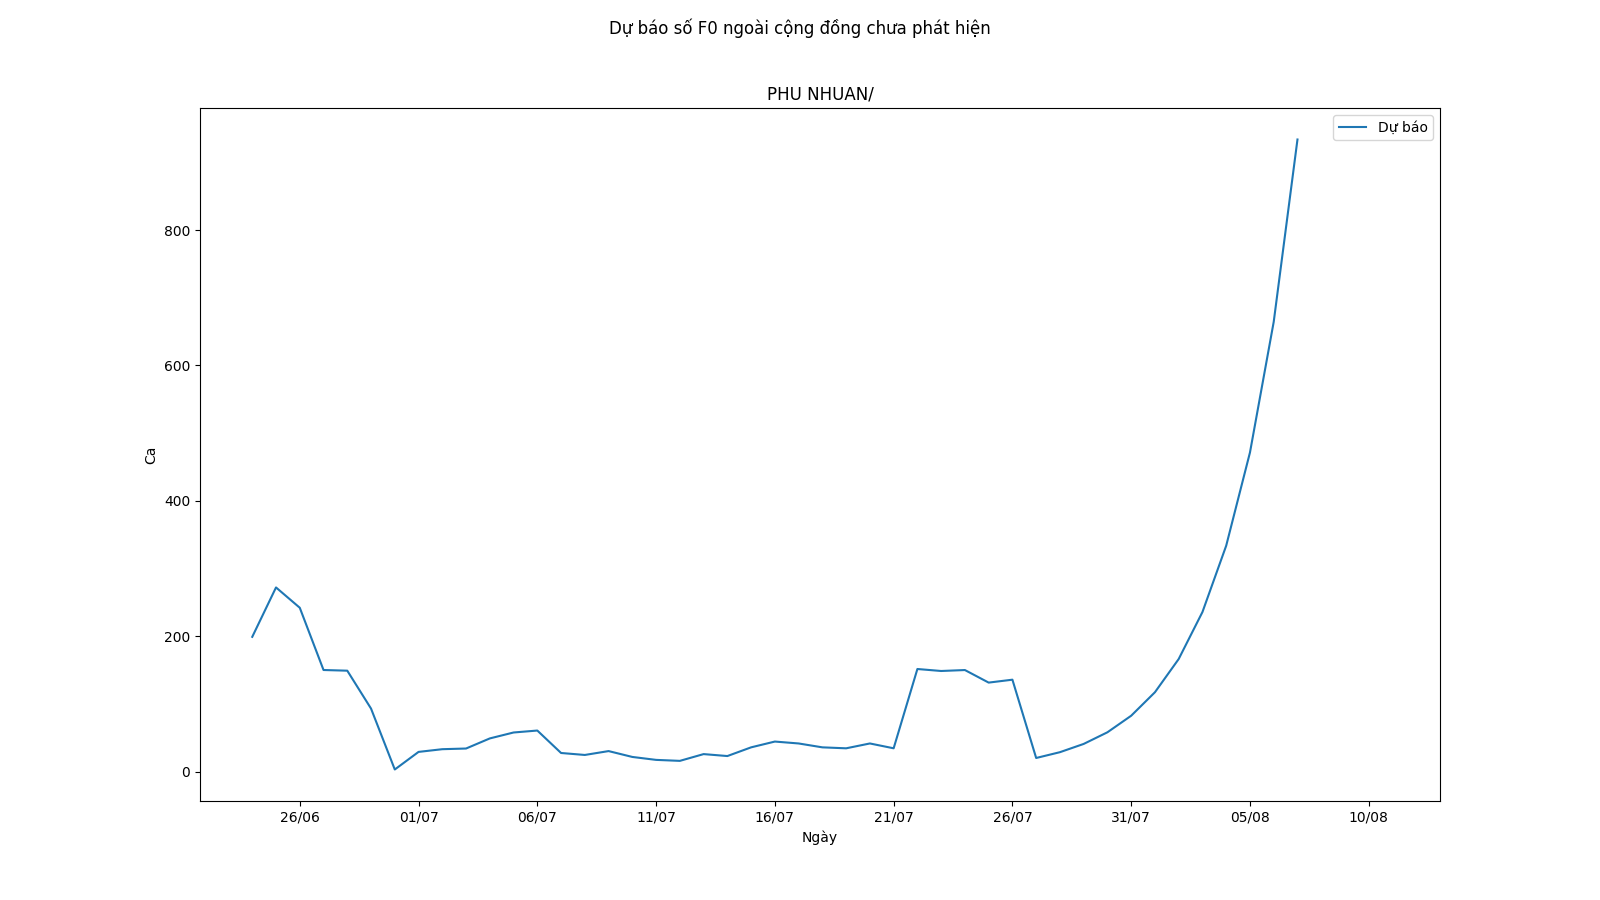 Dự báo số F0 ngoài cộng đồng chưa phát hiện
PHU NHUAN/
Dự báo
800
600
400
200
0
Ca
26/06 01/07 06/07 11/07 16/07 21/07 26/07 31/07 05/08 10/08
Ngày